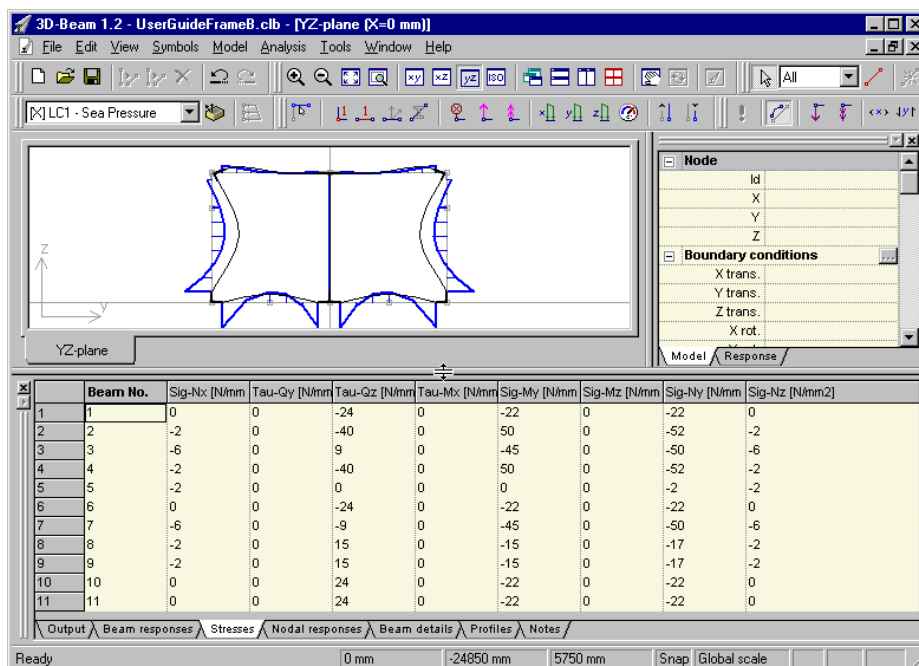 3D-Beam 1.2 - UserGuideFrameB.clb - [YZ-plane (X=0 mm)]
File Edit View Symbols Model Analysis Tools Window Help
xy xz yz ISO All
[X] LC1 - Sea Pressure
Node
Id
X
Y
Z
Boundary conditions
X trans.
Y trans.
Z trans.
X rot.
Z
Y
YZ-plane
Model Response
Beam No. Sig-Nx [N/mm Tau-Qy [N/mm Tau-Qz [N/mm Tau-Mx [N/mm Sig-My [N/mm Sig-Mz [N/mm Sig-Ny [N/mm Sig-Nz [N/mm2]
1 1 0 0 -24 0 -22 0 -22 0
2 2 -2 0 -40 0 50 0 -52 -2
3 3 -6 0 9 0 -45 0 -50 -6
4 4 -2 0 -40 0 50 0 -52 -2
5 5 -2 0 0 0 0 0 -2 -2
6 6 0 0 -24 0 -22 0 -22 0
7 7 -6 0 -9 0 -45 0 -50 -6
8 8 -2 0 15 0 -15 0 -17 -2
9 9 -2 0 15 0 -15 0 -17 -2
10 10 0 0 24 0 -22 0 -22 0
11 11 0 0 24 0 -22 0 -22 0
Output Beam responses Stresses Nodal responses Beam details Profiles Notes
Ready 0 mm -24850 mm 5750 mm Snap Global scale